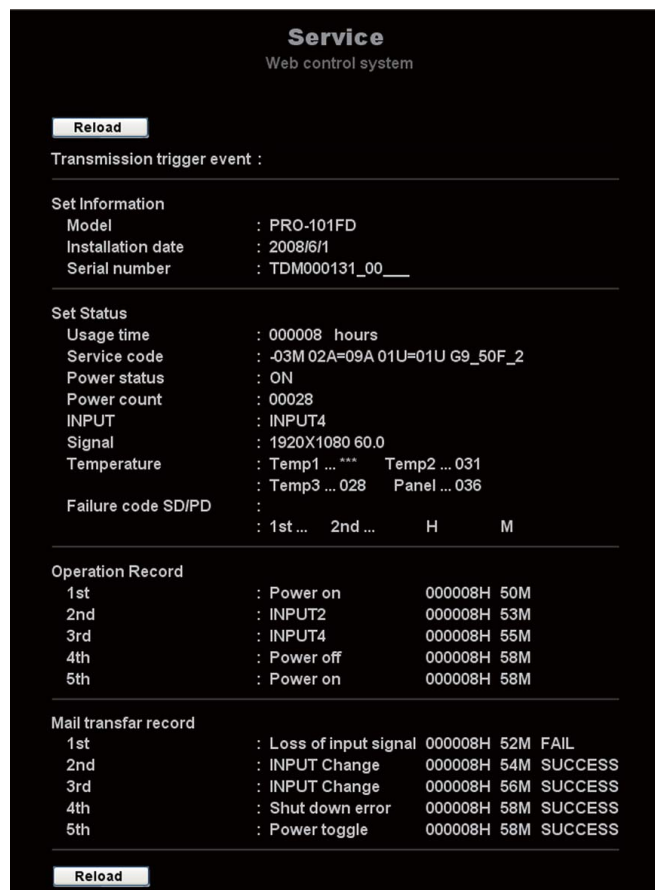 Service
Web control system
Reload
Transmission trigger event :
Set Information
Model : PRO-101FD
Installation date : 2008/6/1
Serial number : TDM000131_00___
Set Status
Usage time : 000008 hours
Service code : -03M 02A=09A 01U=01U G9_50F_2
Power status : ON
Power count : 00028
INPUT : INPUT4
Signal : 1920X1080 60.0
Temperature : Temp1 ... *** Temp2 ... 031
: Temp3 ... 028 Panel ... 036
Failure code SD/PD :
: 1st ... 2nd ... H M
Operation Record
1st : Power on 000008H 50M
2nd : INPUT2 000008H 53M
3rd : INPUT4 000008H 55M
4th : Power off 000008H 58M
5th : Power on 000008H 58M
Mail transfar record
1st : Loss of input signal 000008H 52M FAIL
2nd : INPUT Change 000008H 54M SUCCESS
3rd : INPUT Change 000008H 56M SUCCESS
4th : Shut down error 000008H 58M SUCCESS
5th : Power toggle 000008H 58M SUCCESS
Reload